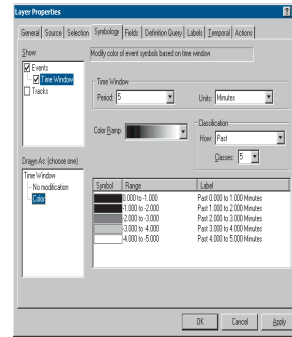 Layer Properties ?
General Source Selection Symbology Fields Definition Query Labels Temporal Actions
Show:
Modify color of event symbols based on time window
Events
Time Window
Tracks
Time Window
Period: 5 Units: Minutes
Color Ramp:
Classification
How: Past
Classes: 5
Drawn As: (choose one)
Time Window
No modification
Color
Symbol Range Label
0.000 to -1.000 Past 0.000 to 1.000 Minutes
-1.000 to -2.000 Past 1.000 to 2.000 Minutes
-2.000 to -3.000 Past 2.000 to 3.000 Minutes
-3.000 to -4.000 Past 3.000 to 4.000 Minutes
-4.000 to -5.000 Past 4.000 to 5.000 Minutes
OK Cancel Apply